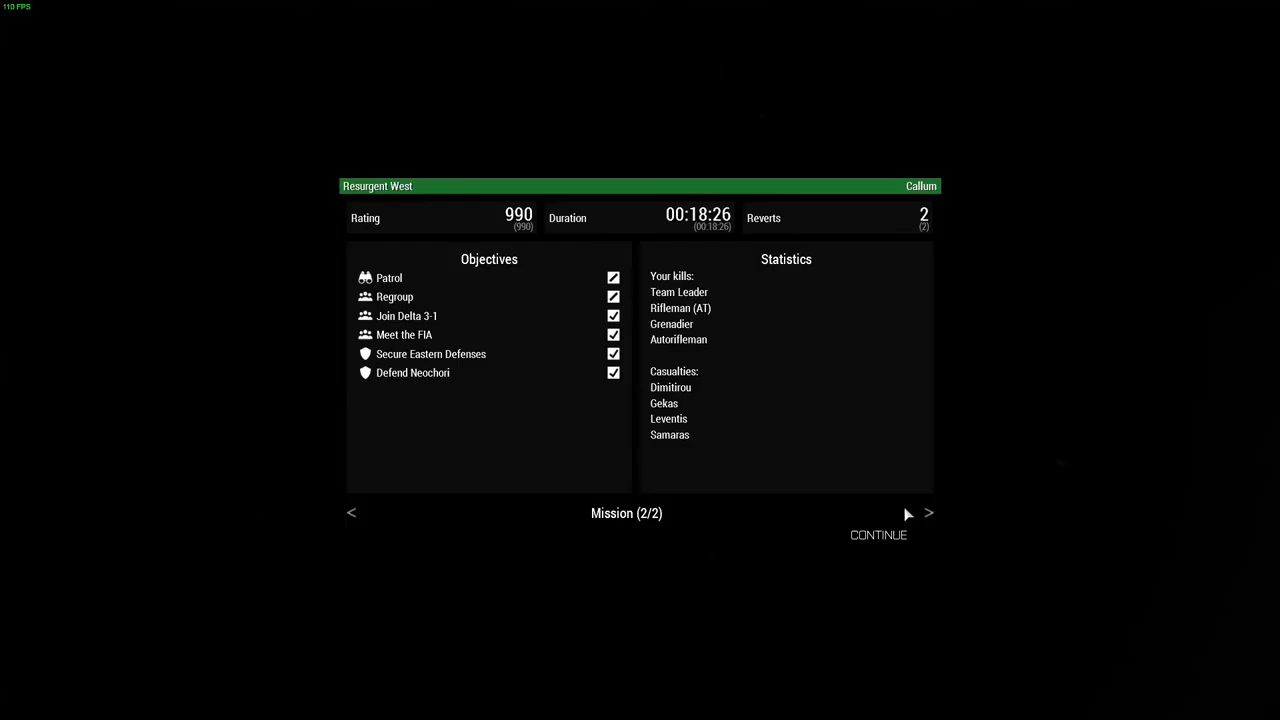 110 FPS
Resurgent West Callum
Rating 990 Duration 00:18:26 Reverts 2
(990) (00:18:26) (2)
Objectives
Patrol
Regroup
Join Delta 3-1
Meet the FIA
Secure Eastern Defenses
Defend Neochori
Statistics
Your kills:
Team Leader
Rifleman (AT)
Grenadier
Autorifleman
Casualties:
Dimitirou
Gekas
Leventis
Samaras
< Mission (2/2) >
CONTINUE